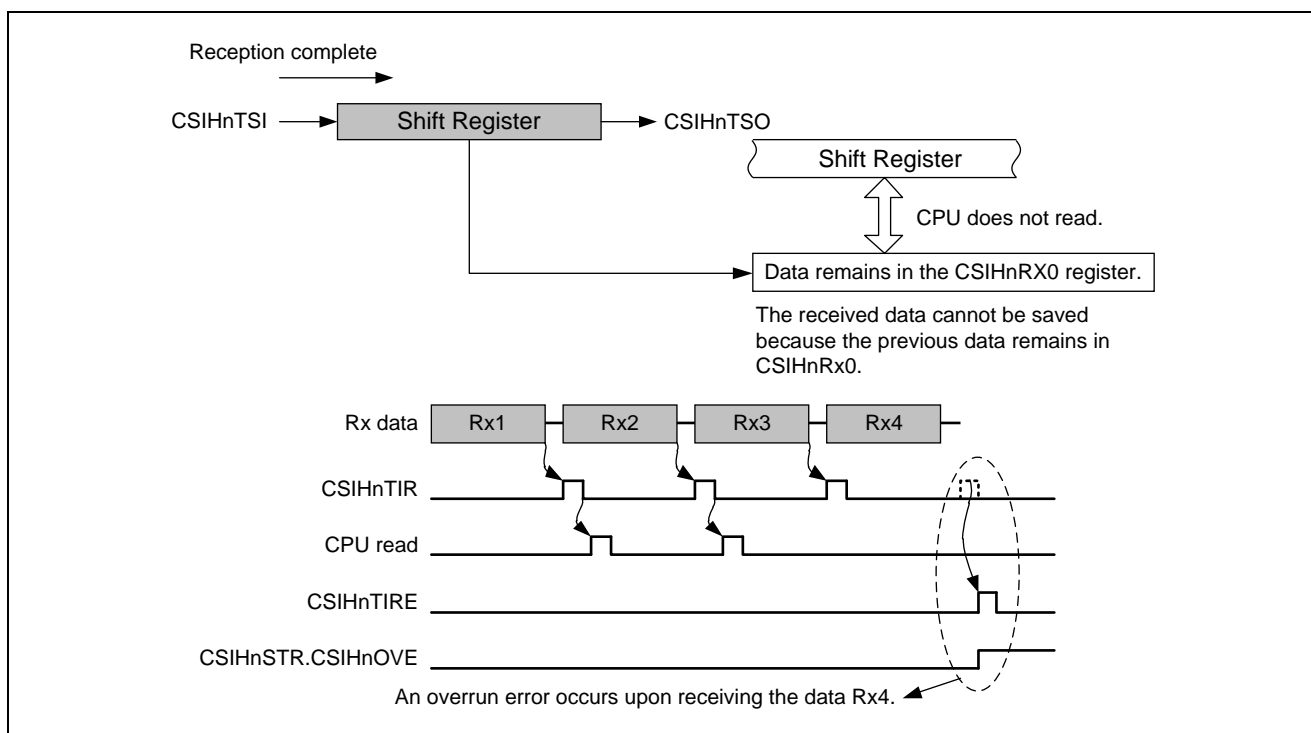 Reception complete
CSIHnTSI
Shift Register
CSIHnTSO
Shift Register
CPU does not read.
Data remains in the CSIHnRX0 register.
The received data cannot be saved
because the previous data remains in
CSIHnRx0.
Rx data
Rx1
Rx2
Rx3
Rx4
CSIHnTIR
CPU read
CSIHnTIRE
CSIHnSTR.CSIHnOVE
An overrun error occurs upon receiving the data Rx4.